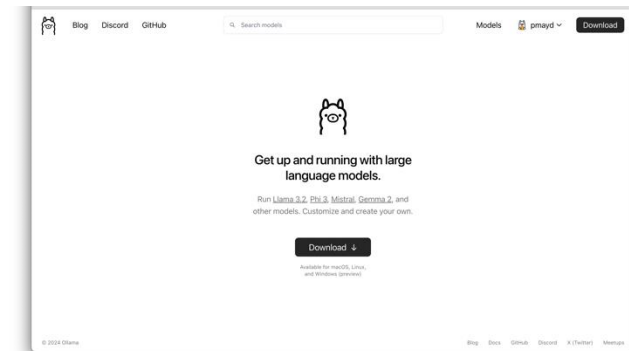 Blog Discord GitHub Search models Models pmayd Download
Get up and running with large
language models.
Run Llama 3.2, Phi 3, Mistral, Gemma 2, and
other models. Customize and create your own.
Download ↓
Available for macOS, Linux,
and Windows (preview)
© 2024 Ollama Blog Docs GitHub Discord X (Twitter) Meetups